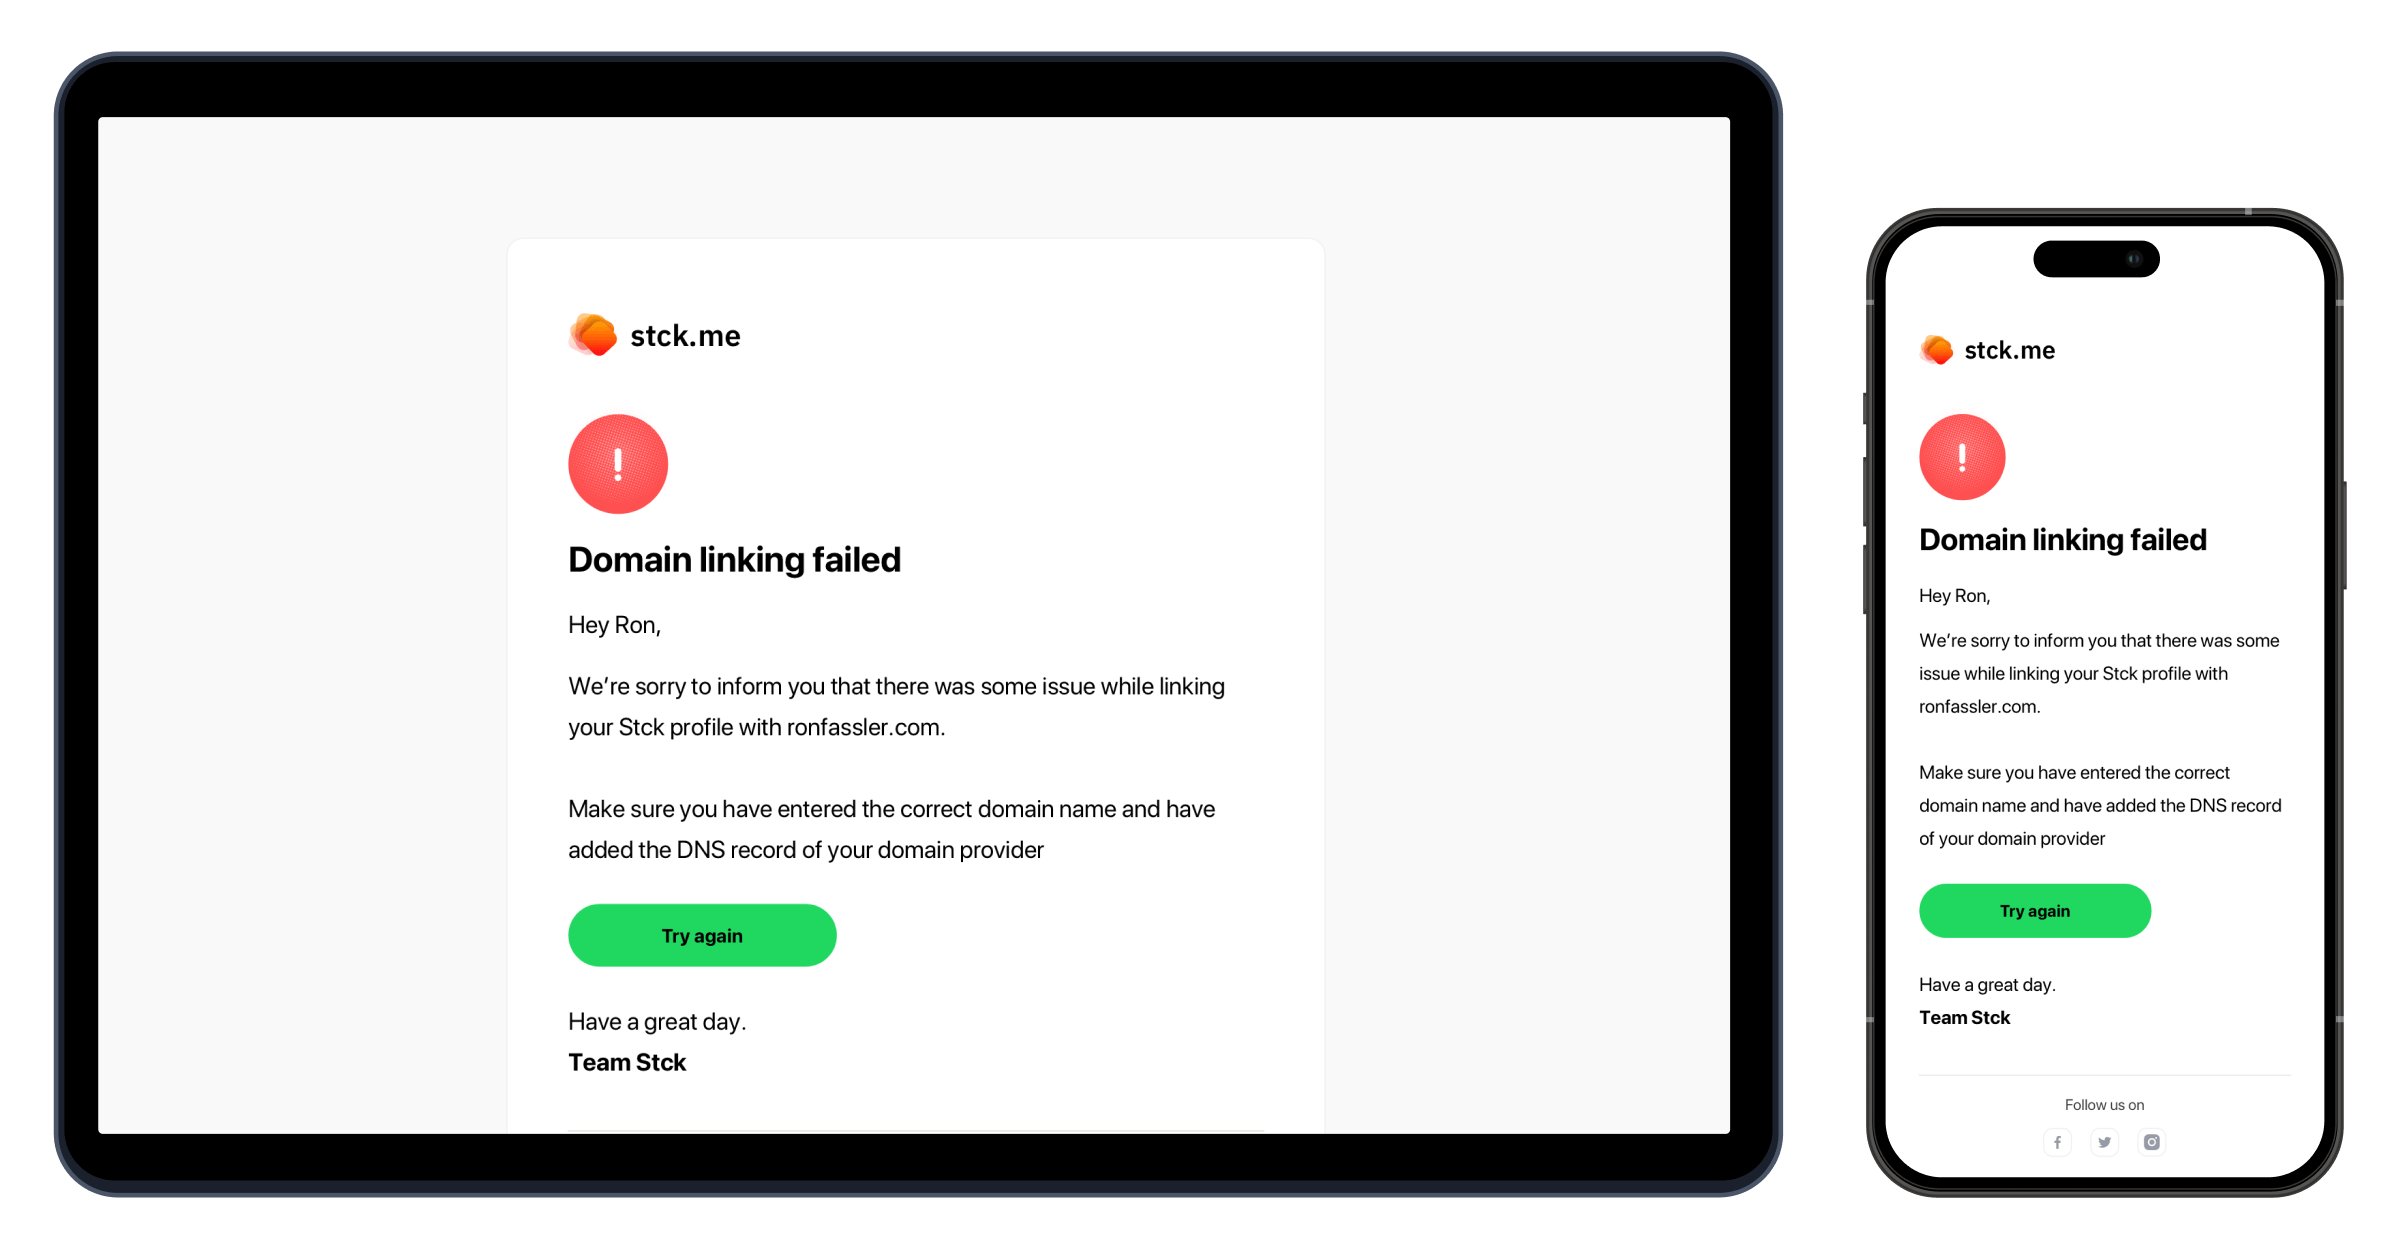 stck.me
!
Domain linking failed
Hey Ron,
We're sorry to inform you that there was some issue while linking
your Stck profile with ronfassler.com.
Make sure you have entered the correct domain name and have
added the DNS record of your domain provider
Try again
Have a great day.
Team Stck
stck.me
!
Domain linking failed
Hey Ron,
We're sorry to inform you that there was some
issue while linking your Stck profile with
ronfassler.com.
Make sure you have entered the correct
domain name and have added the DNS record
of your domain provider
Try again
Have a great day.
Team Stck
Follow us on